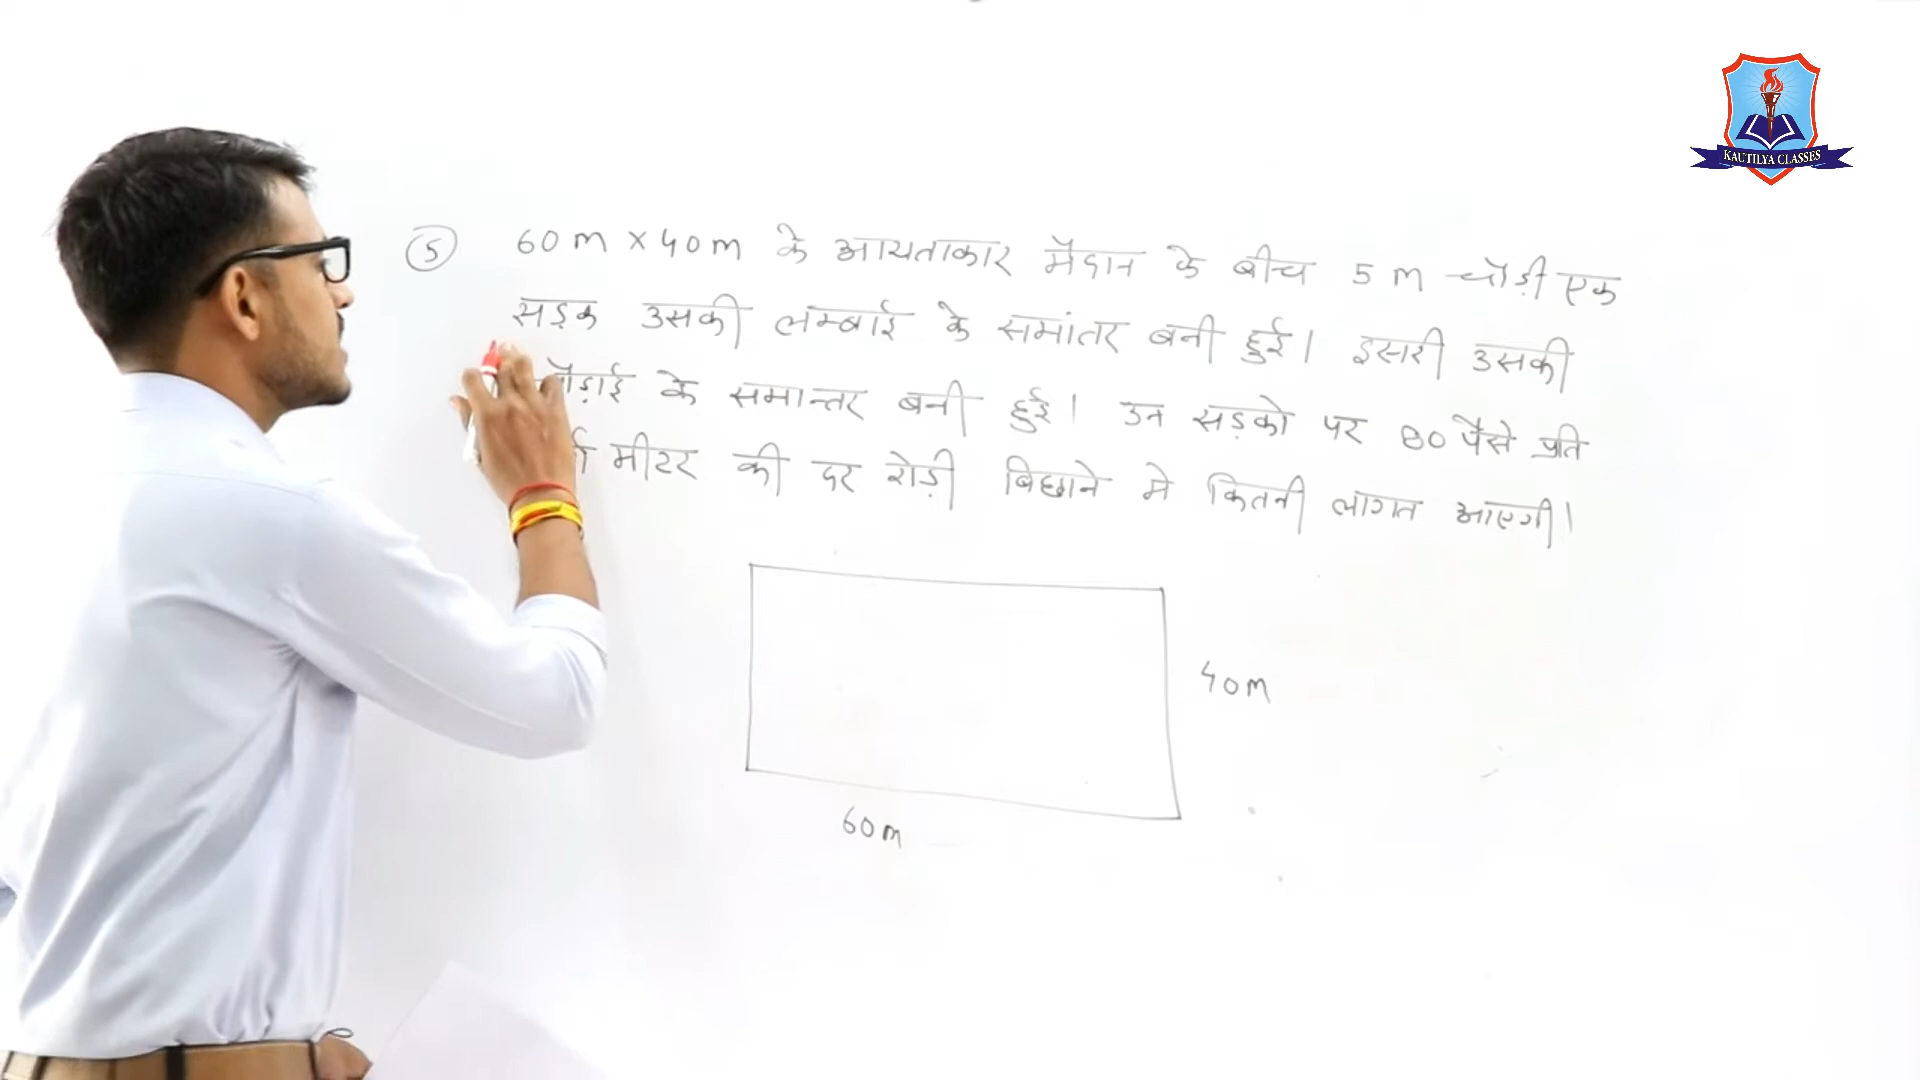 KAUTILYA CLASSES
5 60 m x 40 m के आयताकार मैदान के बीच 5 m चौड़ी एक
सड़क उसकी लम्बाई के समांतर बनी हुई। इसरी उसकी
के समान्तर बनी हुई। उन सड़को पर 80 पैसे प्रति
मीटर की दर रोड़ी बिछाने मे कितनी लागत आएगी।
40m
60m